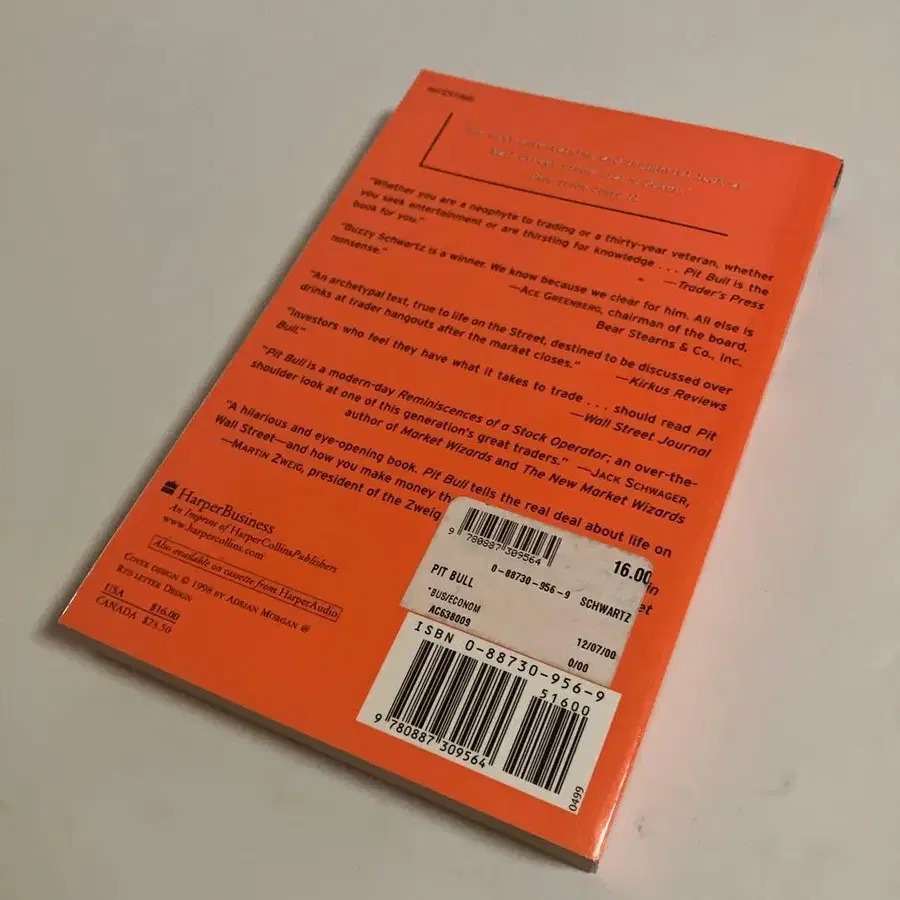 INVESTING
"Whether you are a neophyte to trading or a thirty-year veteran, whether
you seek entertainment or are thirsting for knowledge . . . Pit Bull is the
book for you."
—Trader's Press
"Buzzy Schwartz is a winner. We know because we clear for him. All else is
nonsense."
—ACE GREENBERG, chairman of the board,
Bear Stearns & Co., Inc.
"An archetypal text, true to life on the Street, destined to be discussed over
drinks at trader hangouts after the market closes."
—Kirkus Reviews
"Investors who feel they have what it takes to trade . . . should read Pit
Bull."
—Wall Street Journal
"Pit Bull is a modern-day Reminiscences of a Stock Operator; an over-the-
shoulder look at one of this generation's great traders." —JACK SCHWAGER,
author of Market Wizards and The New Market Wizards
"A hilarious and eye-opening book. Pit Bull tells the real deal about life on
Wall Street—and how you make money th
in
—MARTIN ZWEIG, president of the Zweig
et
HarperBusiness
An Imprint of HarperCollinsPublishers
www.harpercollins.com
Also available on cassette from HarperAudio
COVER DESIGN © 1998 BY ADRIAN MORGAN @
RED LETTER DESIGN
USA $16.00
CANADA $23.50
9 780887 309564
16.00
0-88730-956-9
PIT BULL SCHWARTZ
*BUS/ECONOM
AC638009 12/07/00
0/00
ISBN 0-88730-956-9
51600
9 780887 309564
0499